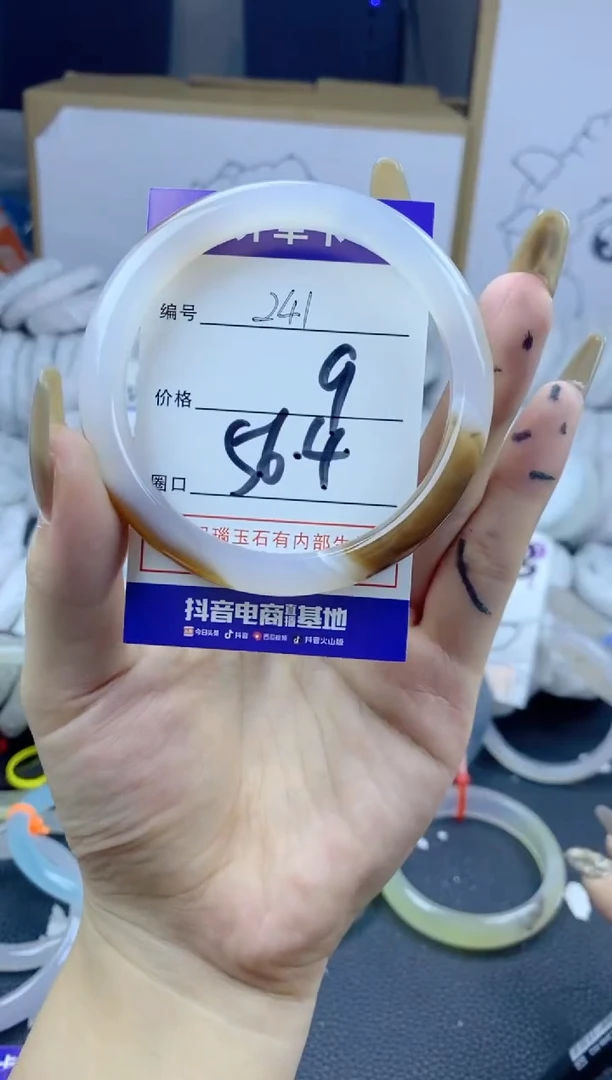 编号 241
价格 9
圈口 56.4
瑙玉石有内部生
抖音电商直播基地
今日头条 抖音 西瓜视频 抖音火山版